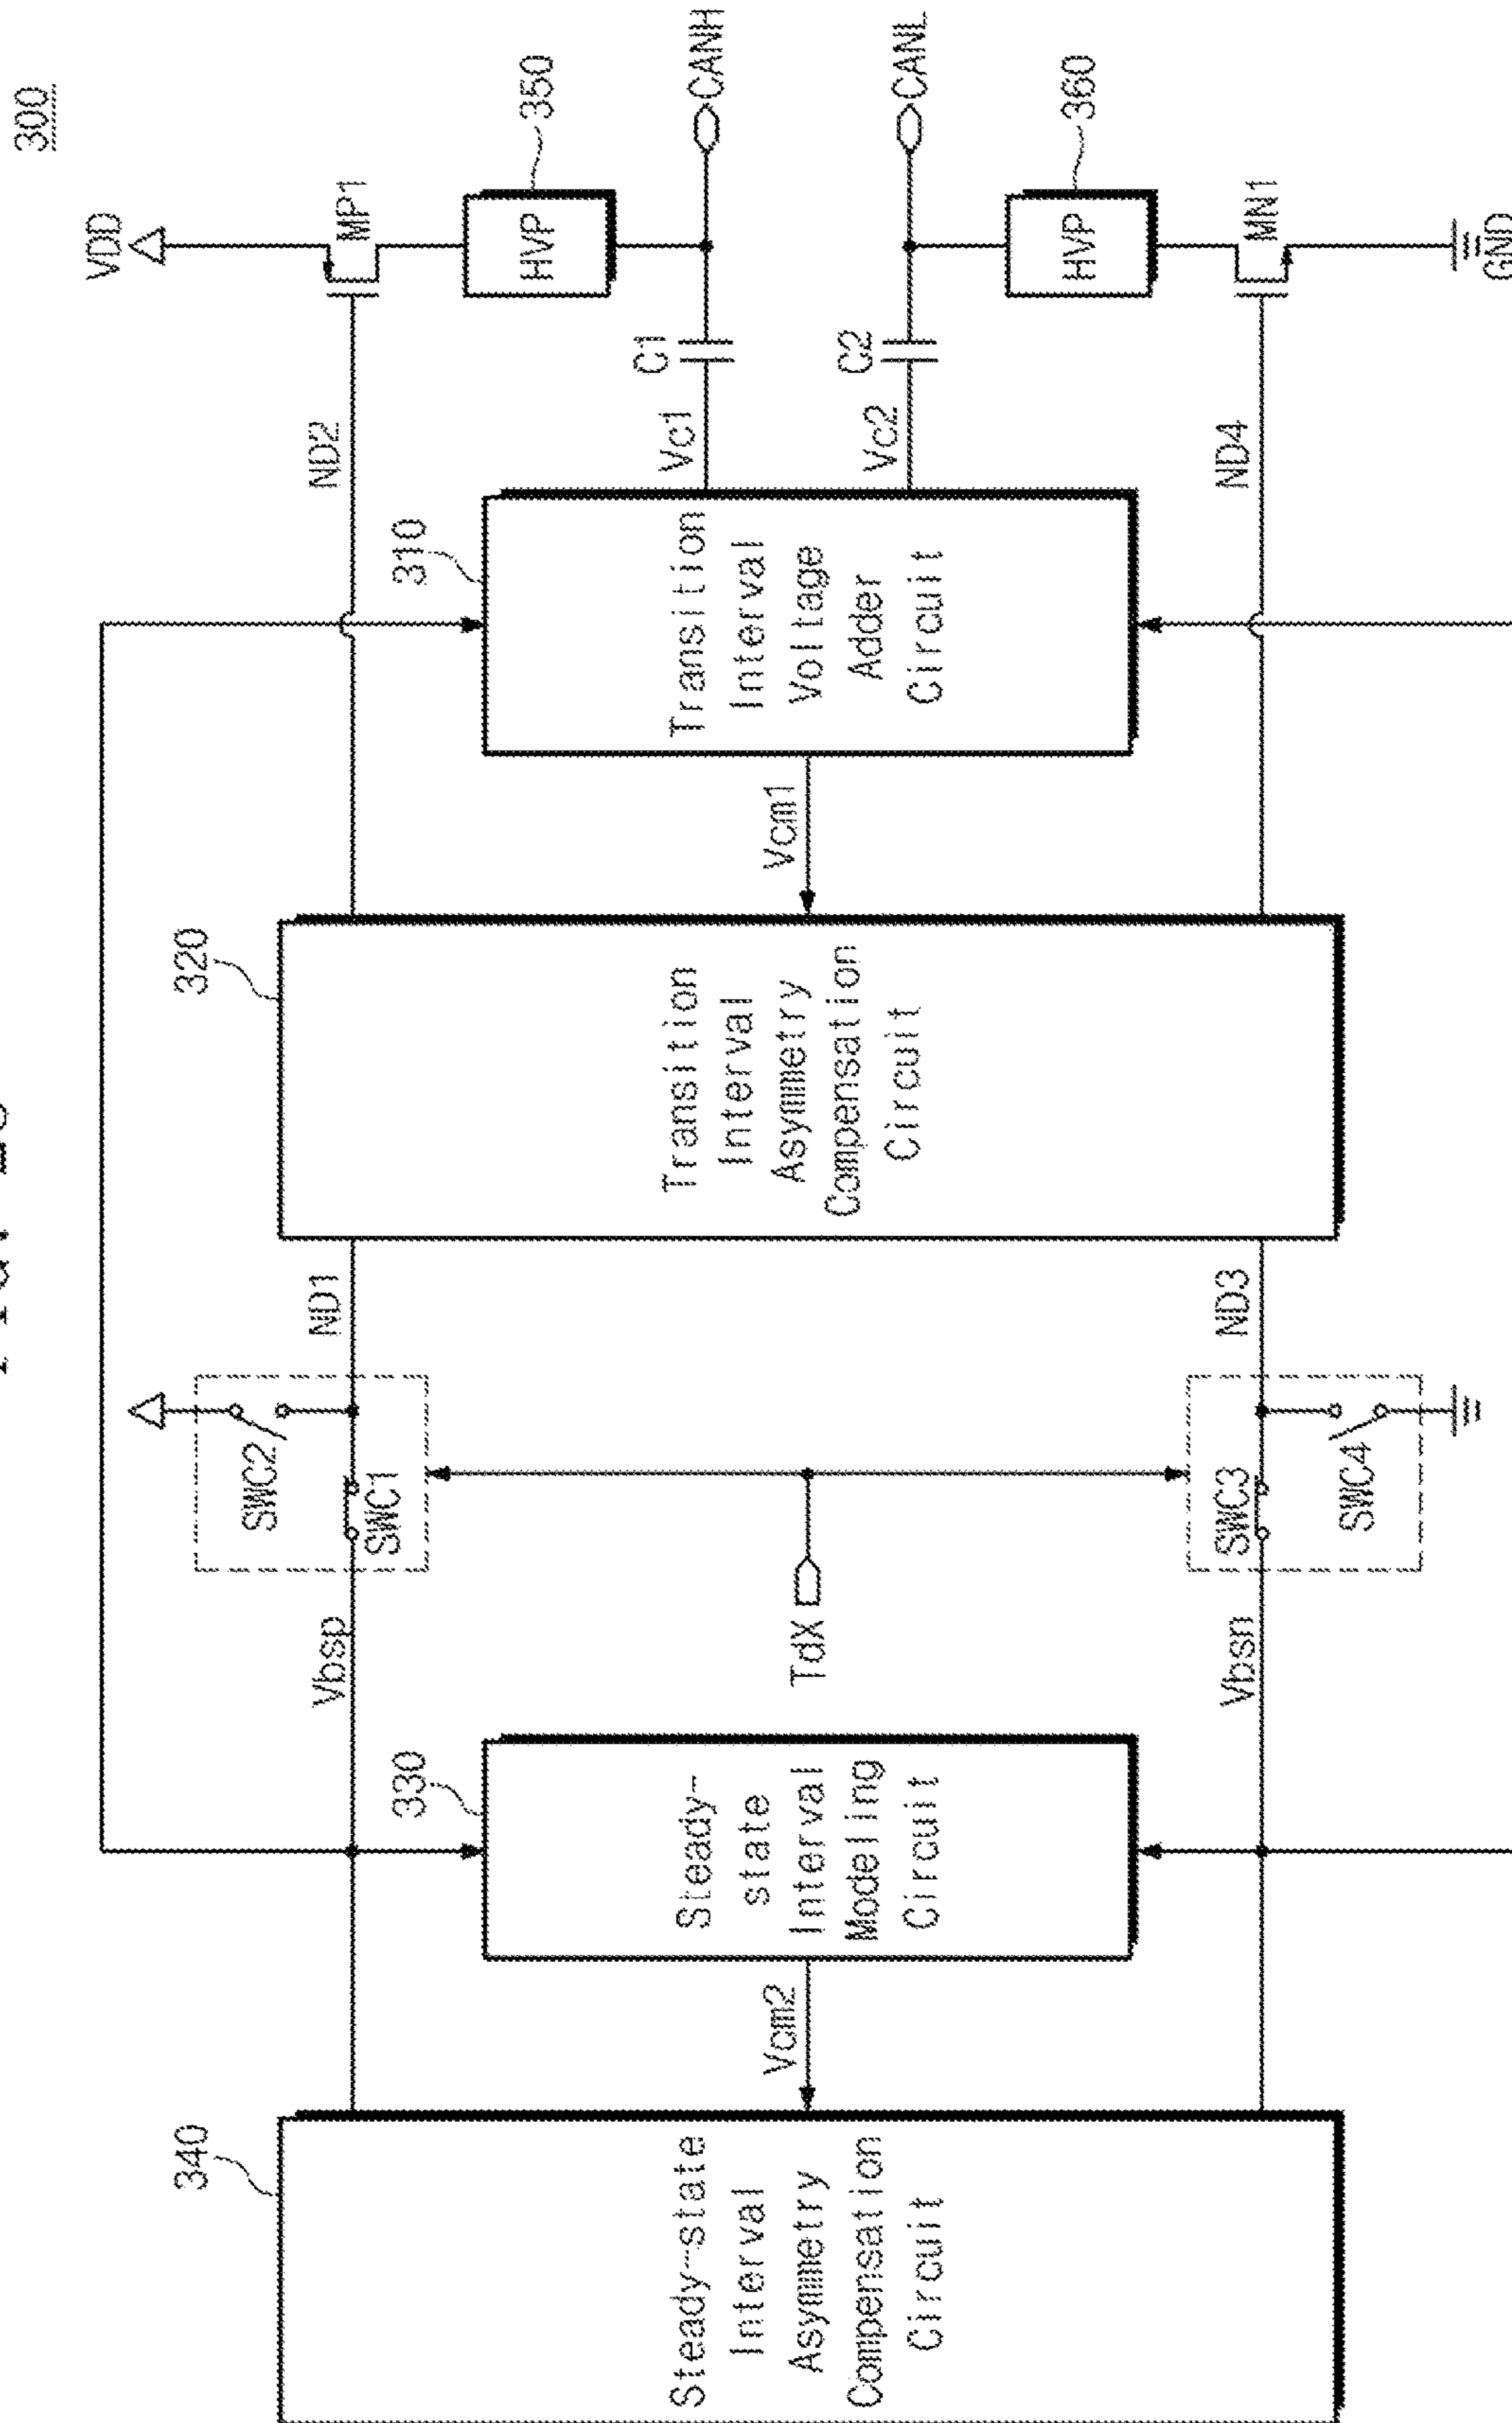 300
VDD
MP1
350
HVP
CANH
CANL
360
HVP
MN1
GND
ND2
C1
Vc1
C2
Vc2
ND4
310
Transition
Interval
Voltage
Adder
Circuit
Vcm1
320
Transition
Interval
Asymmetry
Compensation
Circuit
ND1
ND3
SWC2
SWC1
SWC3
SWC4
TdX
Vbsp
Vbsn
330
Steady-
state
Interval
Modeling
Circuit
Vcm2
340
Steady-state
Interval
Asymmetry
Compensation
Circuit